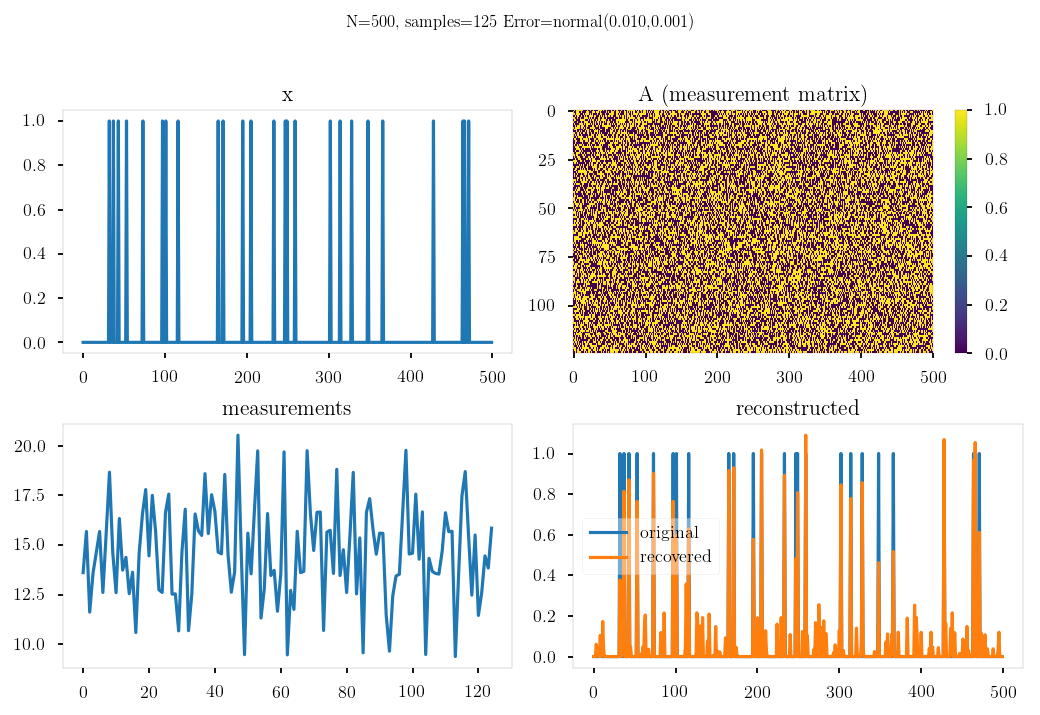 N=500, samples=125 Error=normal(0.010,0.001)
x
1.0
0.8
0.6
0.4
0.2
0.0
0 100 200 300 400 500
A (measurement matrix)
0
25
50
75
100
0 100 200 300 400 500
1.0
0.8
0.6
0.4
0.2
0.0
measurements
20.0
17.5
15.0
12.5
10.0
0 20 40 60 80 100 120
reconstructed
1.0
0.8
0.6
0.4
0.2
0.0
original
recovered
0 100 200 300 400 500